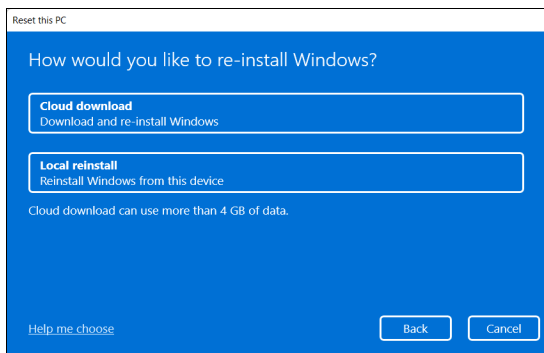 Reset this PC
How would you like to re-install Windows?
Cloud download
Download and re-install Windows
Local reinstall
Reinstall Windows from this device
Cloud download can use more than 4 GB of data.
Help me choose
Back
Cancel